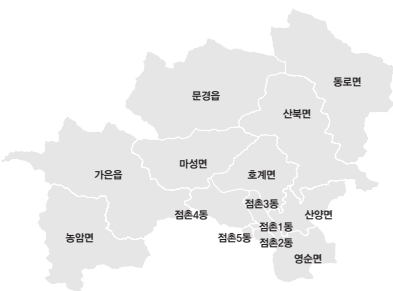 동로면
문경읍
산북면
마성면
가은읍
호계면
점촌3동
점촌4동
산양면
점촌1동
농암면
점촌5동
점촌2동
영순면